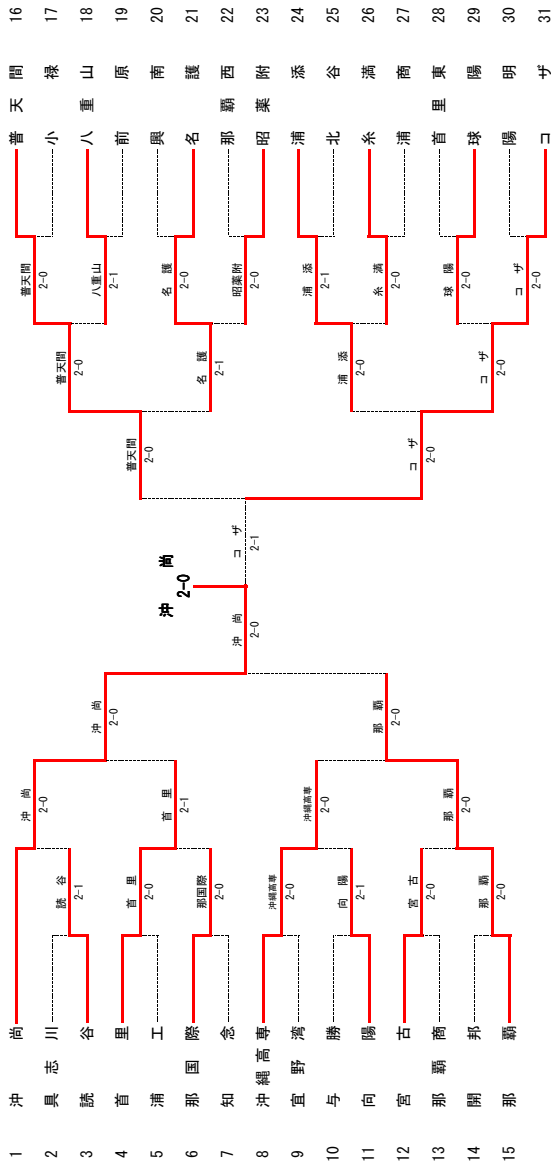 16 普天間
17 小禄
18 八重山
19 前原
20 興南
21 名護
22 那覇西
23 昭薬附
24 浦添
25 北谷
26 糸満
27 浦商
28 首里東
29 球陽
30 陽明
31 コザ
普天間 2-0
八重山 2-1
名護 2-0
昭薬附 2-0
浦添 2-1
糸満 2-0
球陽 2-0
コザ 2-0
普天間 2-0
名護 2-1
浦添 2-0
コザ 2-0
普天間 2-0
コザ 2-0
コザ 2-1
沖尚 2-0
沖尚 2-0
沖尚 2-0
那覇 2-0
沖尚 2-0
首里 2-1
沖縄高専 2-0
那覇 2-0
読谷 2-1
首里 2-0
那国際 2-0
沖縄高専 2-0
向陽 2-1
宮古 2-0
那覇 2-0
1 沖尚
2 具志川
3 読谷
4 首里
5 浦工
6 那国際
7 知念
8 沖縄高専
9 宜野湾
10 与勝
11 向陽
12 宮古
13 那覇商
14 開邦
15 那覇